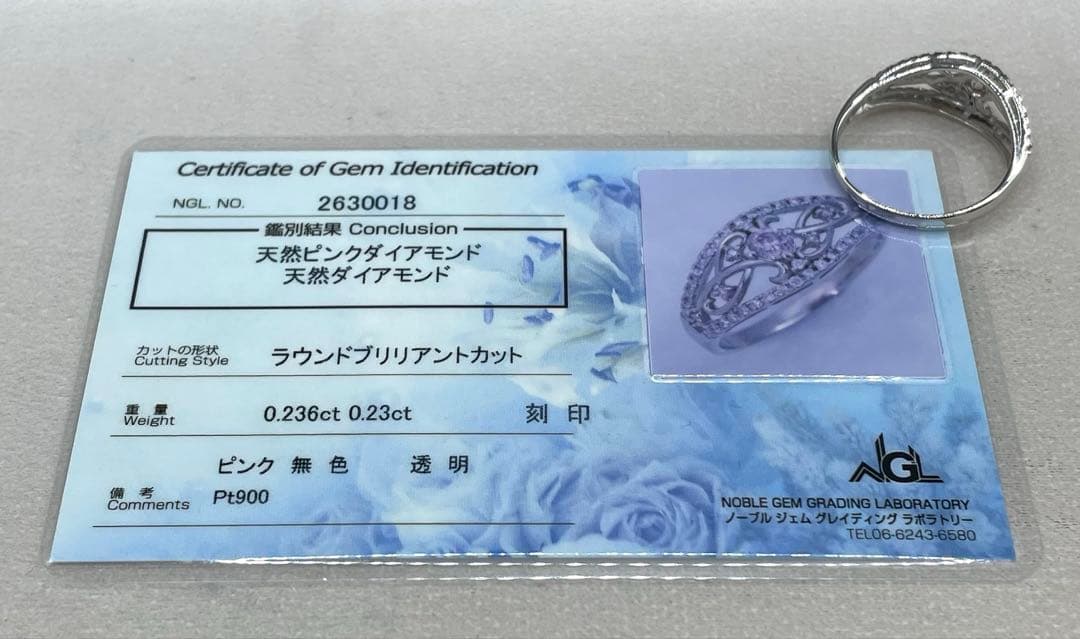 Certificate of Gem Identification
NGL. NO. 2630018
鑑別結果 Conclusion
天然ピンクダイアモンド
天然ダイアモンド
カットの形状
Cutting Style ラウンドブリリアントカット
重量
Weight 0.236ct 0.23ct 刻印
ピンク 無色 透明
備考
Comments Pt900
NGL
NOBLE GEM GRADING LABORATORY
ノーブル ジェム グレイディング ラボラトリー
TEL06-6243-6580